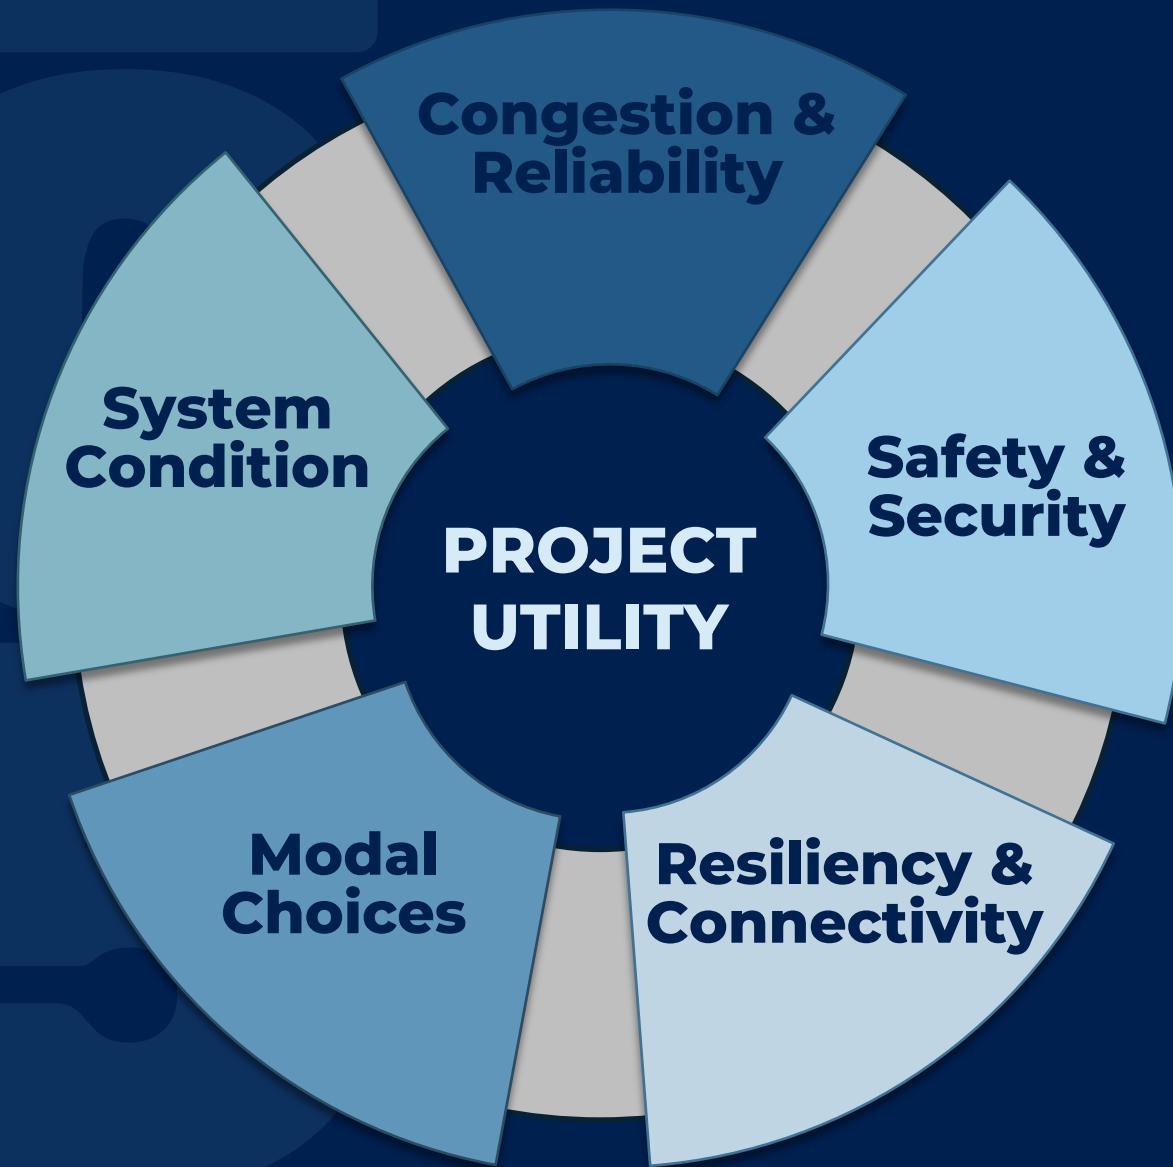 Congestion &
Reliability
Safety &
Security
Resiliency &
Connectivity
Modal
Choices
System
Condition
PROJECT
UTILITY